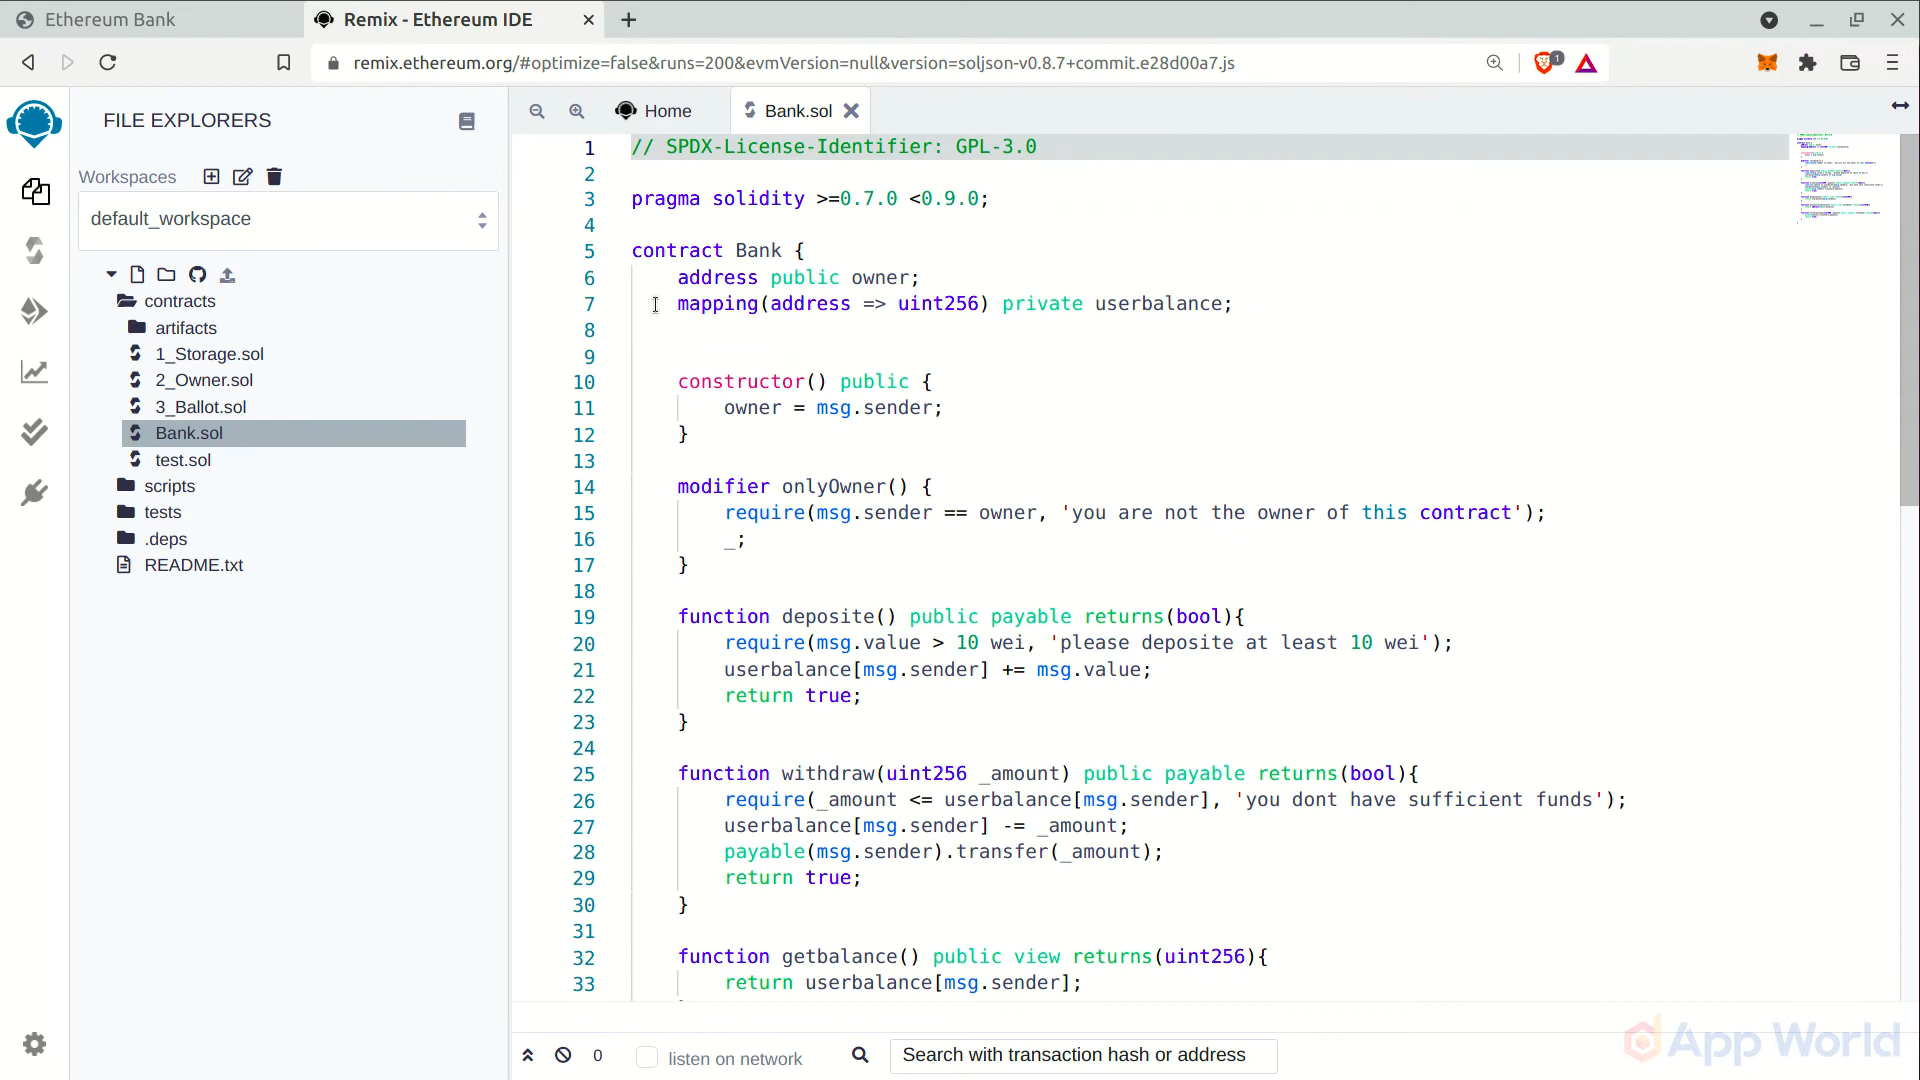 Ethereum Bank
Remix - Ethereum IDE
remix.ethereum.org/#optimize=false&runs=200&evmVersion=null&version=soljson-v0.8.7+commit.e28d00a7.js
1
FILE EXPLORERS
Workspaces
default_workspace
contracts
artifacts
1_Storage.sol
2_Owner.sol
3_Ballot.sol
Bank.sol
test.sol
scripts
tests
.deps
README.txt
Home
Bank.sol
1 // SPDX-License-Identifier: GPL-3.0
2
3 pragma solidity >=0.7.0 <0.9.0;
4
5 contract Bank {
6 address public owner;
7 mapping(address => uint256) private userbalance;
8
9
10 constructor() public {
11 owner = msg.sender;
12 }
13
14 modifier onlyOwner() {
15 require(msg.sender == owner, 'you are not the owner of this contract');
16 _;
17 }
18
19 function deposite() public payable returns(bool){
20 require(msg.value > 10 wei, 'please deposite at least 10 wei');
21 userbalance[msg.sender] += msg.value;
22 return true;
23 }
24
25 function withdraw(uint256 _amount) public payable returns(bool){
26 require(_amount <= userbalance[msg.sender], 'you dont have sufficient funds');
27 userbalance[msg.sender] -= _amount;
28 payable(msg.sender).transfer(_amount);
29 return true;
30 }
31
32 function getbalance() public view returns(uint256){
33 return userbalance[msg.sender];
0
listen on network
Search with transaction hash or address
dApp World